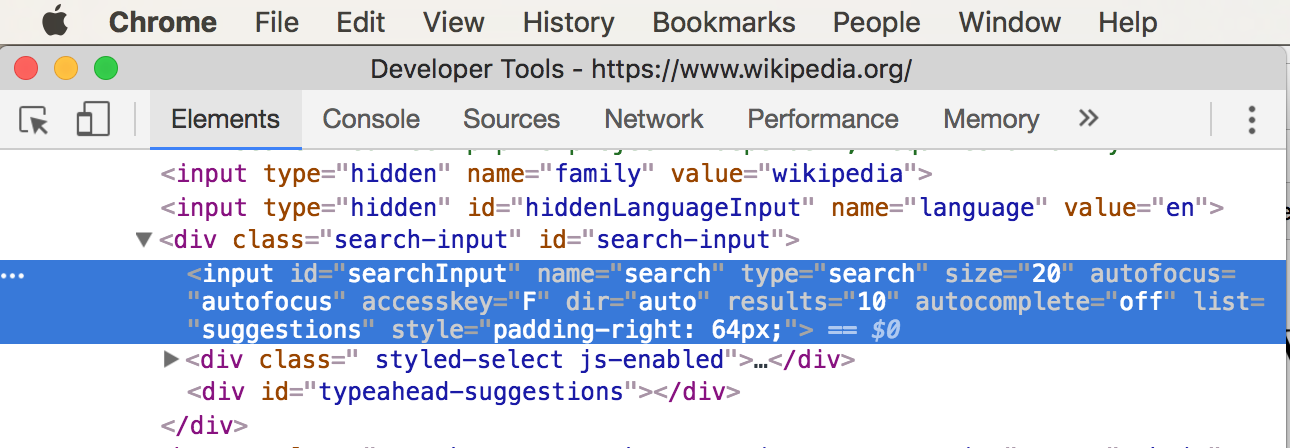 Chrome File Edit View History Bookmarks People Window Help
Developer Tools - https://www.wikipedia.org/
Elements Console Sources Network Performance Memory »
<input type="hidden" name="family" value="wikipedia">
<input type="hidden" id="hiddenLanguageInput" name="language" value="en">
▼<div class="search-input" id="search-input">
… <input id="searchInput" name="search" type="search" size="20" autofocus=
"autofocus" accesskey="F" dir="auto" results="10" autocomplete="off" list=
"suggestions" style="padding-right: 64px;"> == $0
▶<div class=" styled-select js-enabled">…</div>
<div id="typeahead-suggestions"></div>
</div>